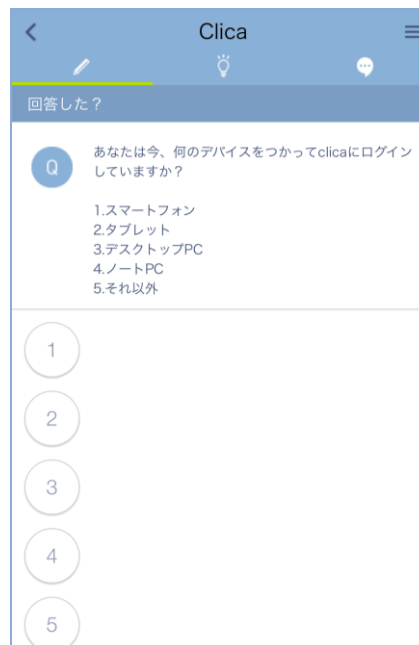 Clica
回答した？
Q
あなたは今、何のデバイスをつかってclicaにログイン
していますか？
1.スマートフォン
2.タブレット
3.デスクトップPC
4.ノートPC
5.それ以外
1
2
3
4
5